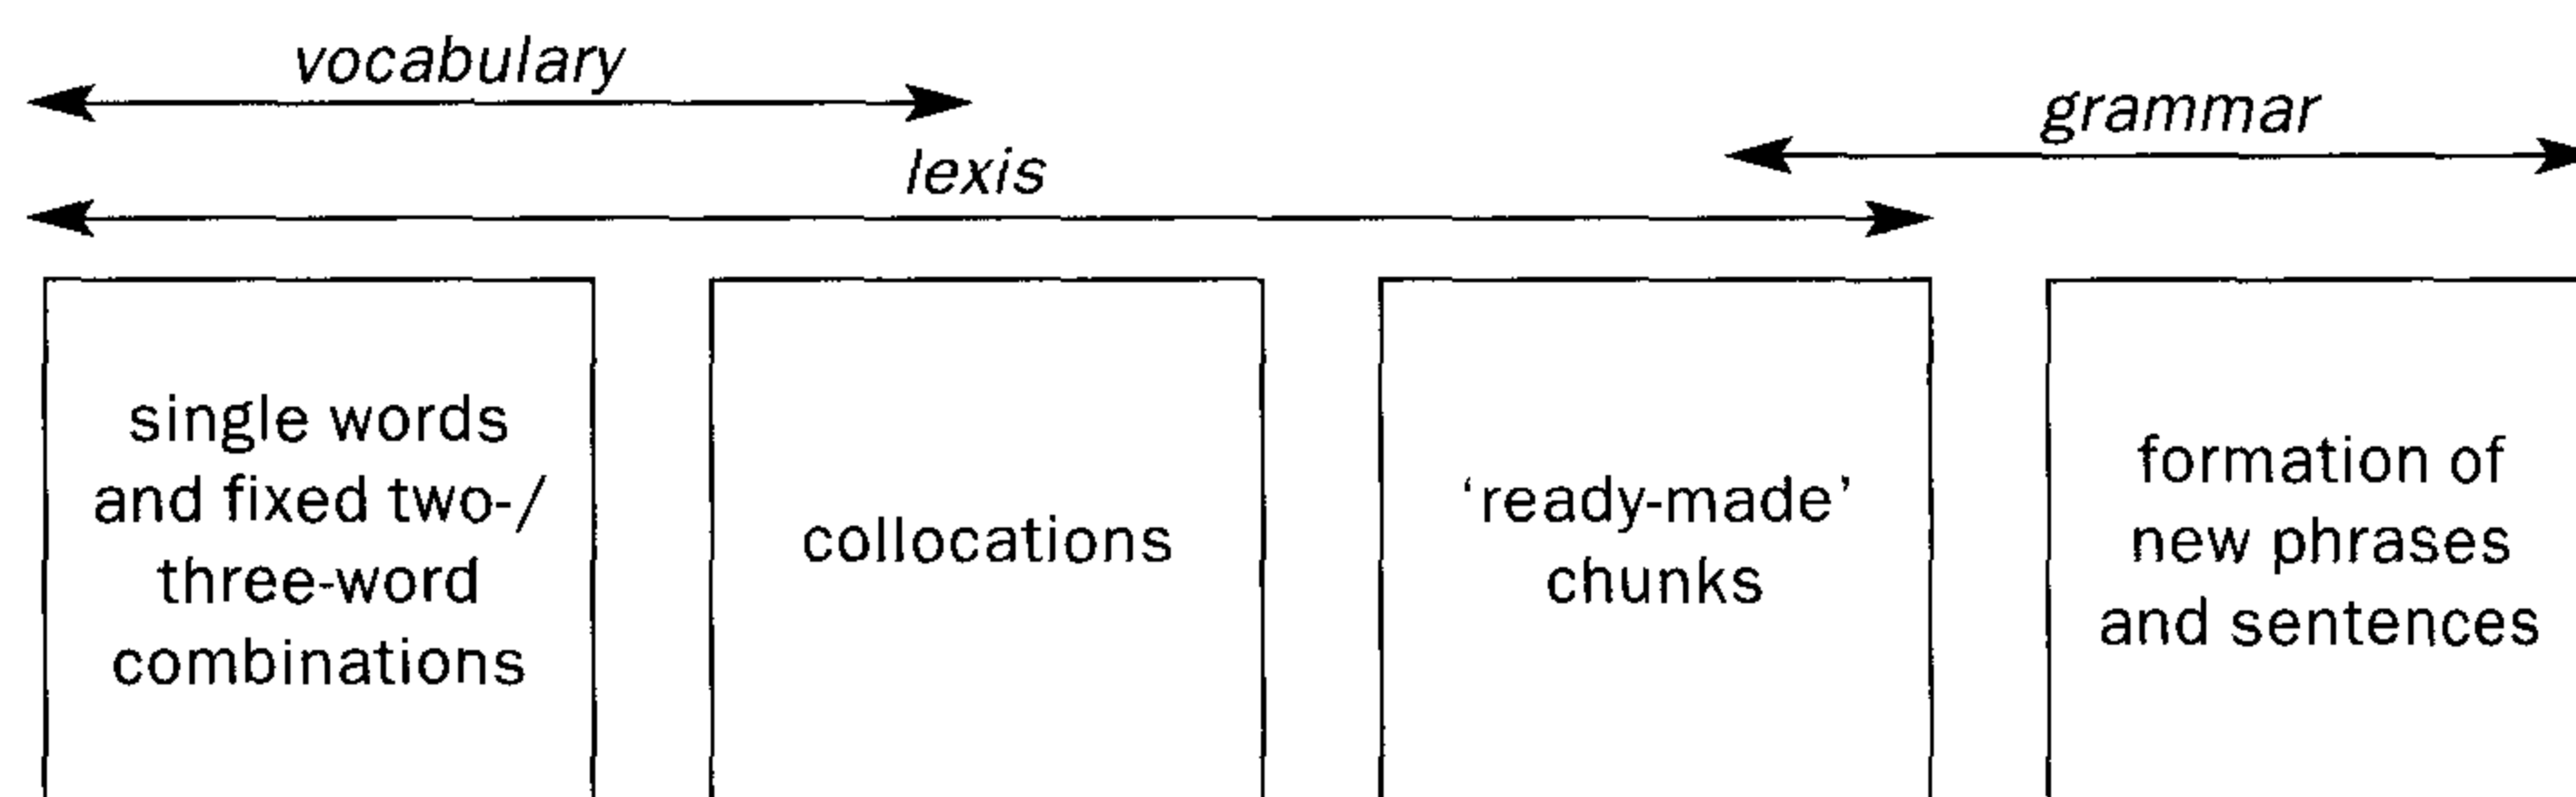 vocabulary
grammar
lexis
single words
and fixed two-/
three-word
combinations
collocations
‘ready-made’
chunks
formation of
new phrases
and sentences